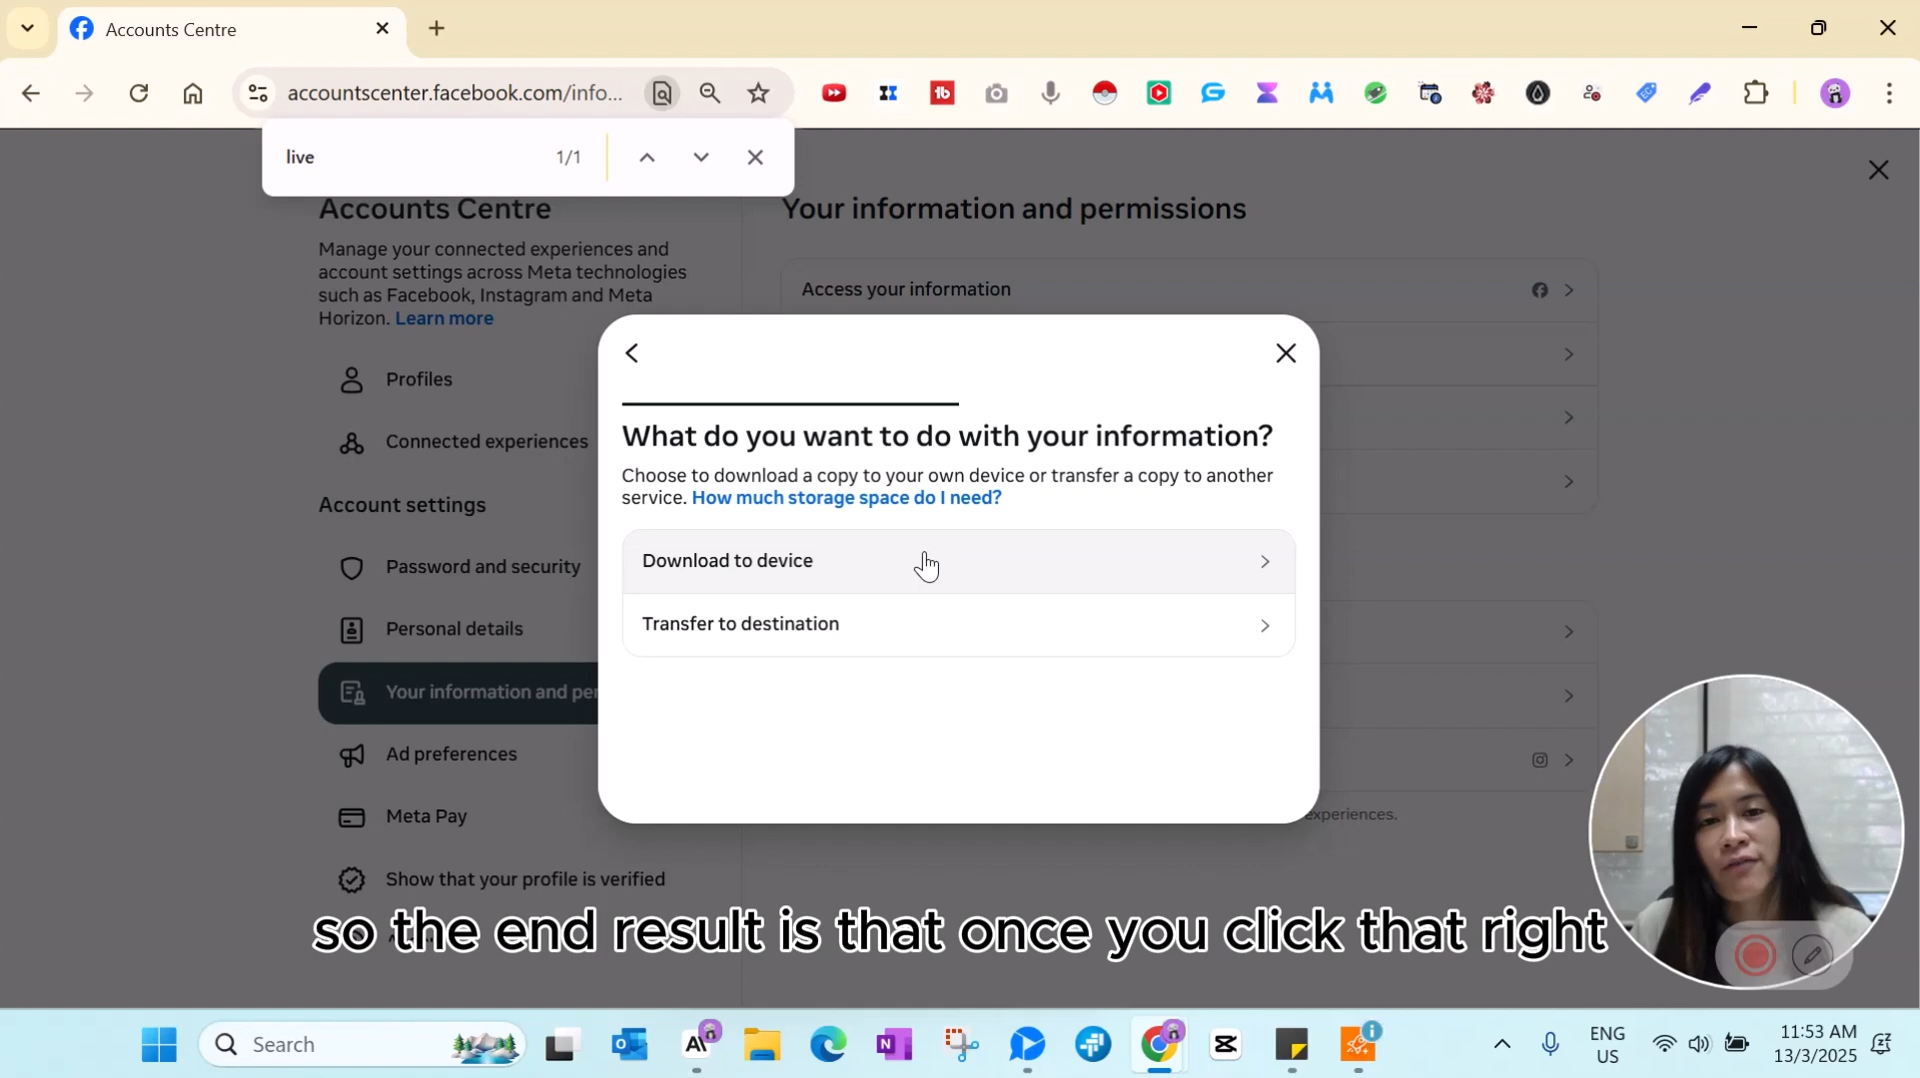 Accounts Centre
accountscenter.facebook.com/info...
live
1/1
Accounts Centre
Manage your connected experiences and
account settings across Meta technologies
such as Facebook, Instagram and Meta
Horizon. Learn more
Profiles
Connected experiences
Account settings
Password and security
Personal details
Your information and per
Ad preferences
Meta Pay
Show that your profile is verified
Your information and permissions
Access your information
What do you want to do with your information?
Choose to download a copy to your own device or transfer a copy to another
service. How much storage space do I need?
Download to device
Transfer to destination
experiences.
so the end result is that once you click that right
Search
ENG
US
11:53 AM
13/3/2025